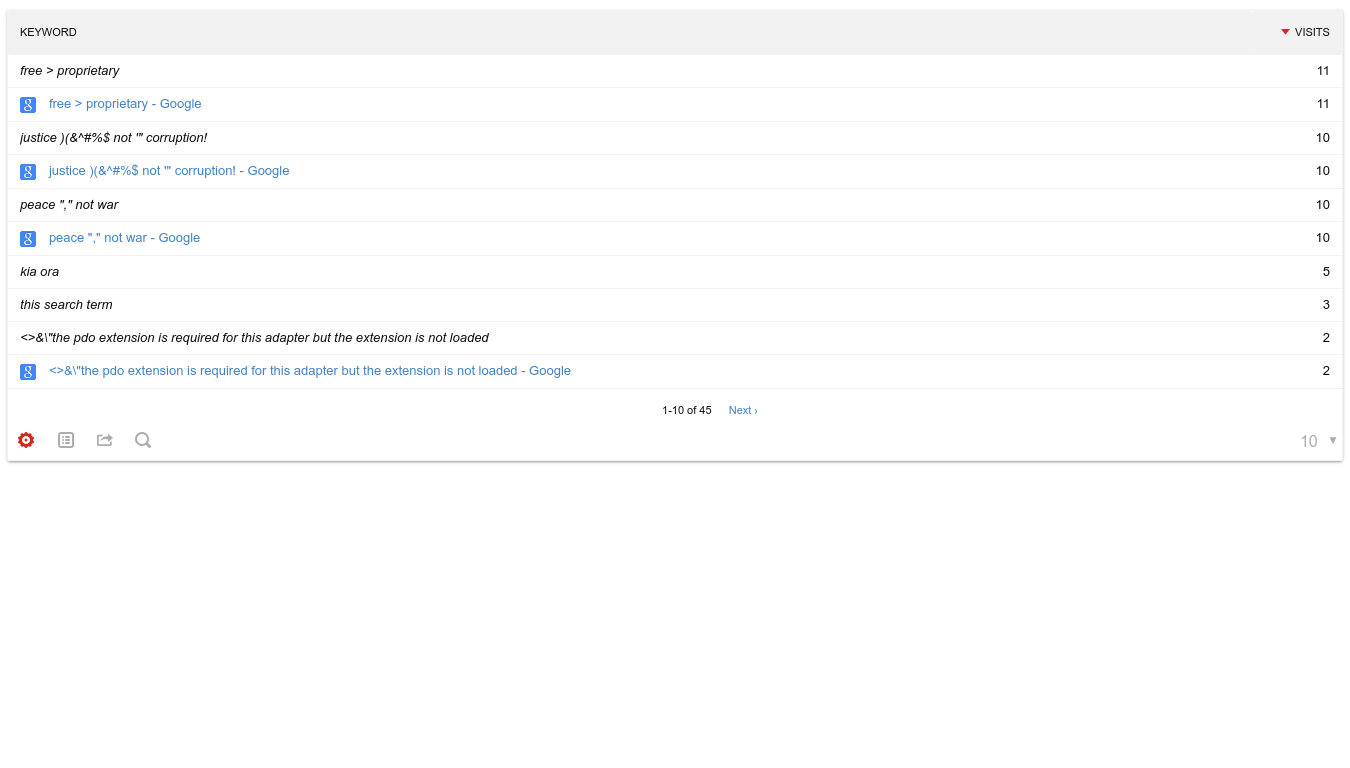 KEYWORD VISITS
free > proprietary 11
free > proprietary - Google 11
justice )(&^#%$ not '" corruption! 10
justice )(&^#%$ not '" corruption! - Google 10
peace "," not war 10
peace "," not war - Google 10
kia ora 5
this search term 3
<>&\"the pdo extension is required for this adapter but the extension is not loaded 2
<>&\"the pdo extension is required for this adapter but the extension is not loaded - Google 2
1-10 of 45 Next ›
10